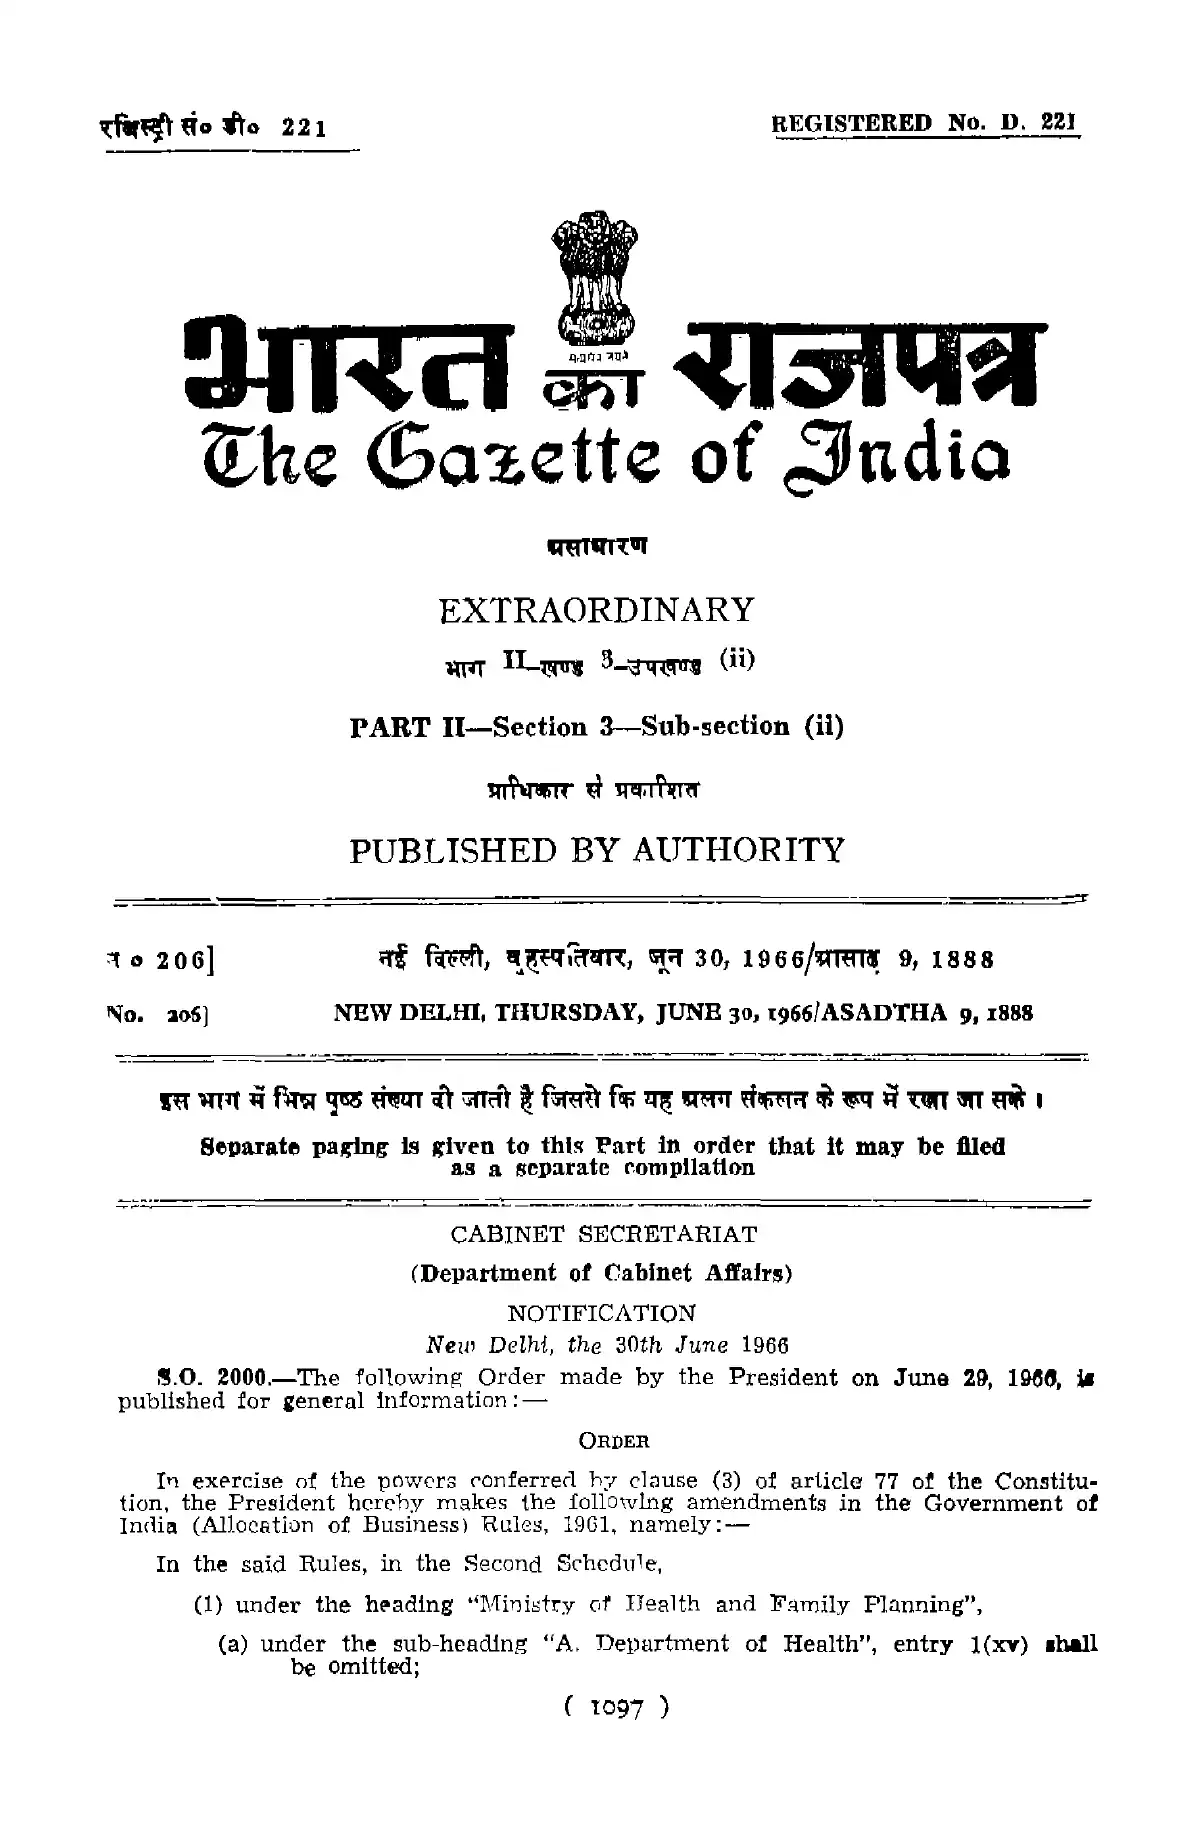 रजिस्ट्री सं० डी० 221
REGISTERED No. D. 221
भारत का राजपत्र
The Gazette of India
असाधारण
EXTRAORDINARY
भाग II—खण्ड 3—उपखण्ड (ii)
PART II—Section 3—Sub-section (ii)
प्राधिकार से प्रकाशित
PUBLISHED BY AUTHORITY
न० 206]
नई दिल्ली, वृहस्पतिवार, जून 30, 1966/आसाढ़ 9, 1888
No. 206]
NEW DELHI, THURSDAY, JUNE 30, 1966/ASADTHA 9, 1888
इस भाग में भिन्न पृष्ठ संख्या दी जाती है जिससे कि यह अलग संकलन के रूप में रखा जा सके ।
Separate paging is given to this Part in order that it may be filed
as a separate compilation
CABINET SECRETARIAT
(Department of Cabinet Affairs)
NOTIFICATION
New Delhi, the 30th June 1966
S.O. 2000.—The following Order made by the President on June 29, 1966, is
published for general information:—
ORDER
In exercise of the powers conferred by clause (3) of article 77 of the Constitu-
tion, the President hereby makes the following amendments in the Government of
India (Allocation of Business) Rules, 1961, namely:—
In the said Rules, in the Second Schedule,
(1) under the heading "Ministry of Health and Family Planning",
(a) under the sub-heading "A. Department of Health", entry 1(xv) shall
be omitted;
( 1097 )